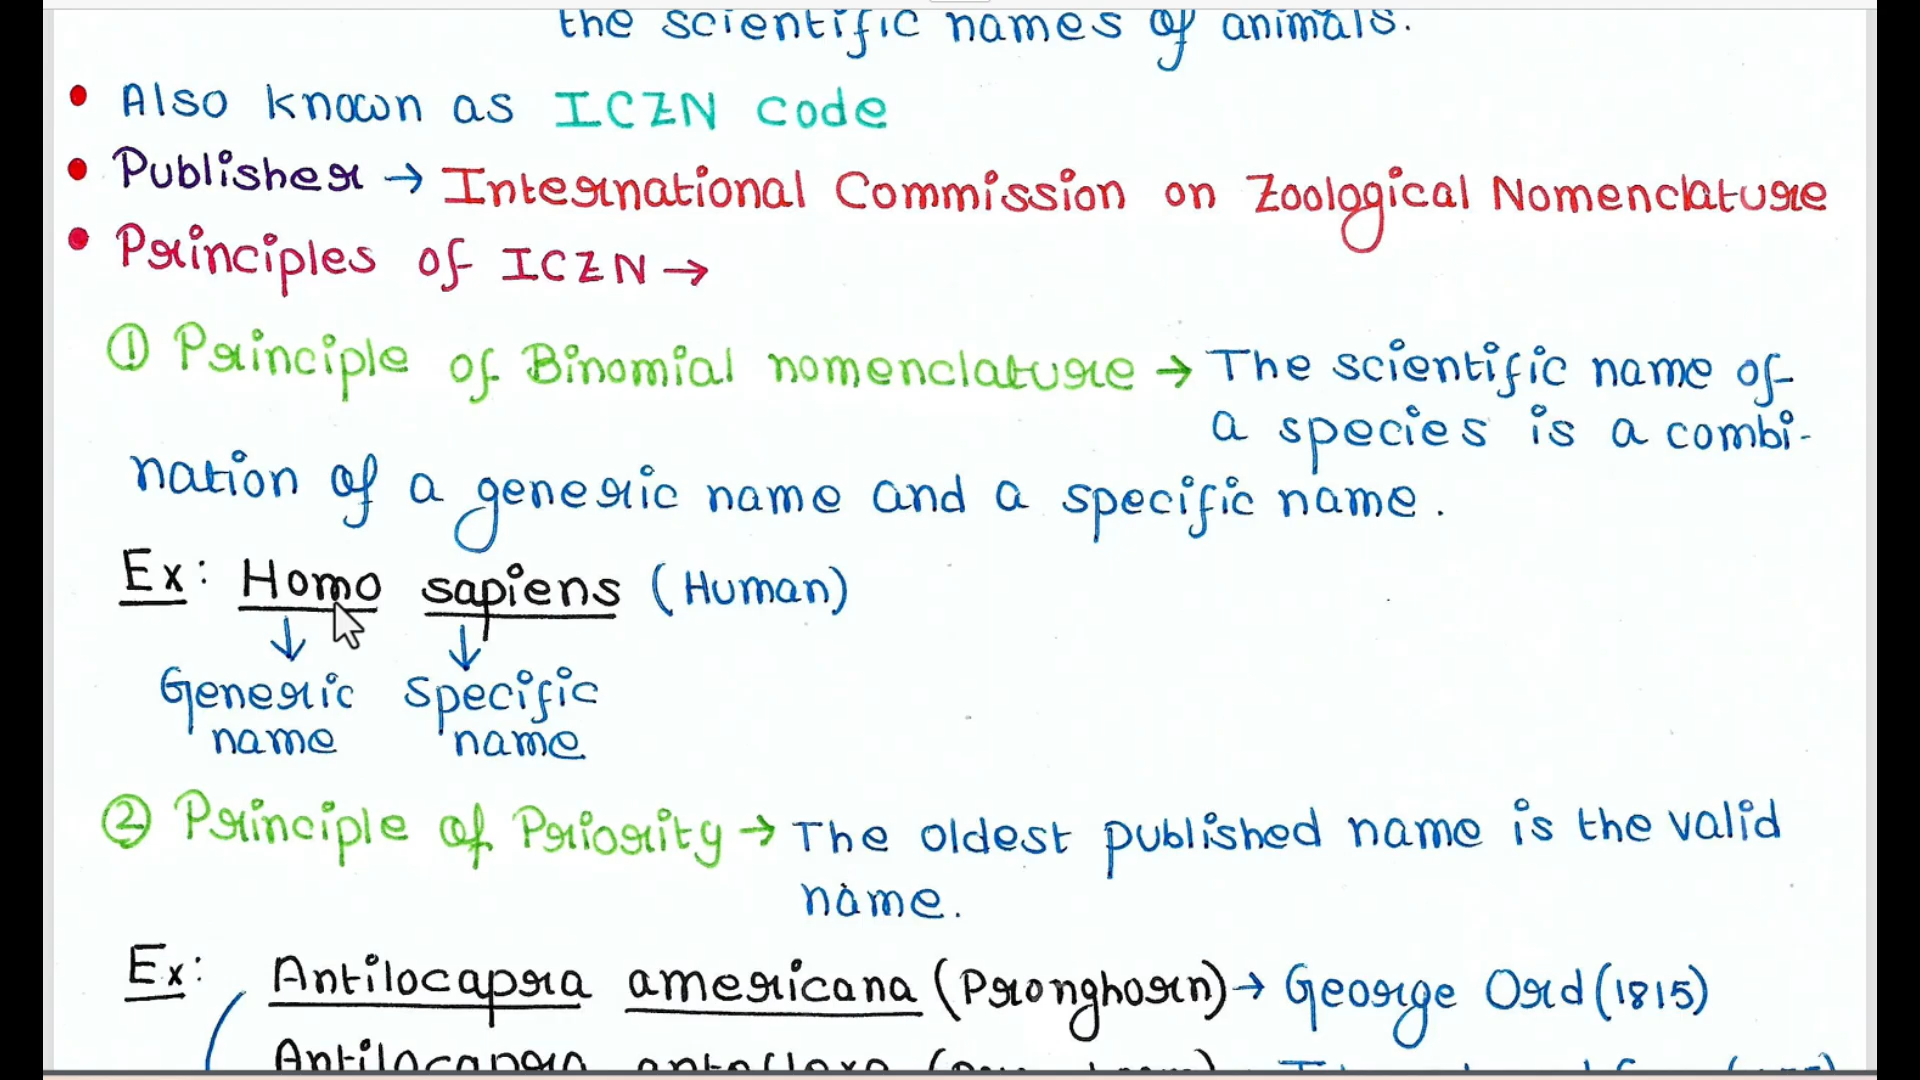 the scientific names of animals.
• Also known as ICZN code
• Publisher → International Commission on Zoological Nomenclature
• Principles of ICZN →
① Principle of Binomial nomenclature → The scientific name of
a species is a combi-
nation of a generic name and a specific name.
Ex: Homo sapiens (Human)
↓ ↓
Generic specific
name name
② Principle of Priority → The oldest published name is the valid
name.
Ex: Antilocapra americana (Pronghorn) → George Ord (1815)
Antilocapra